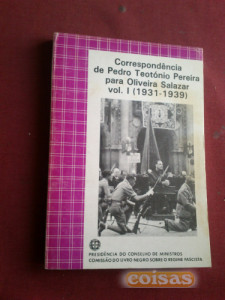 Correspondência
de Pedro Teotónio Pereira
para Oliveira Salazar
vol. I (1931-1939)
PRESIDÊNCIA DO CONSELHO DE MINISTROS
COMISSÃO DO LIVRO NEGRO SOBRE O REGIME FASCISTA
coisas